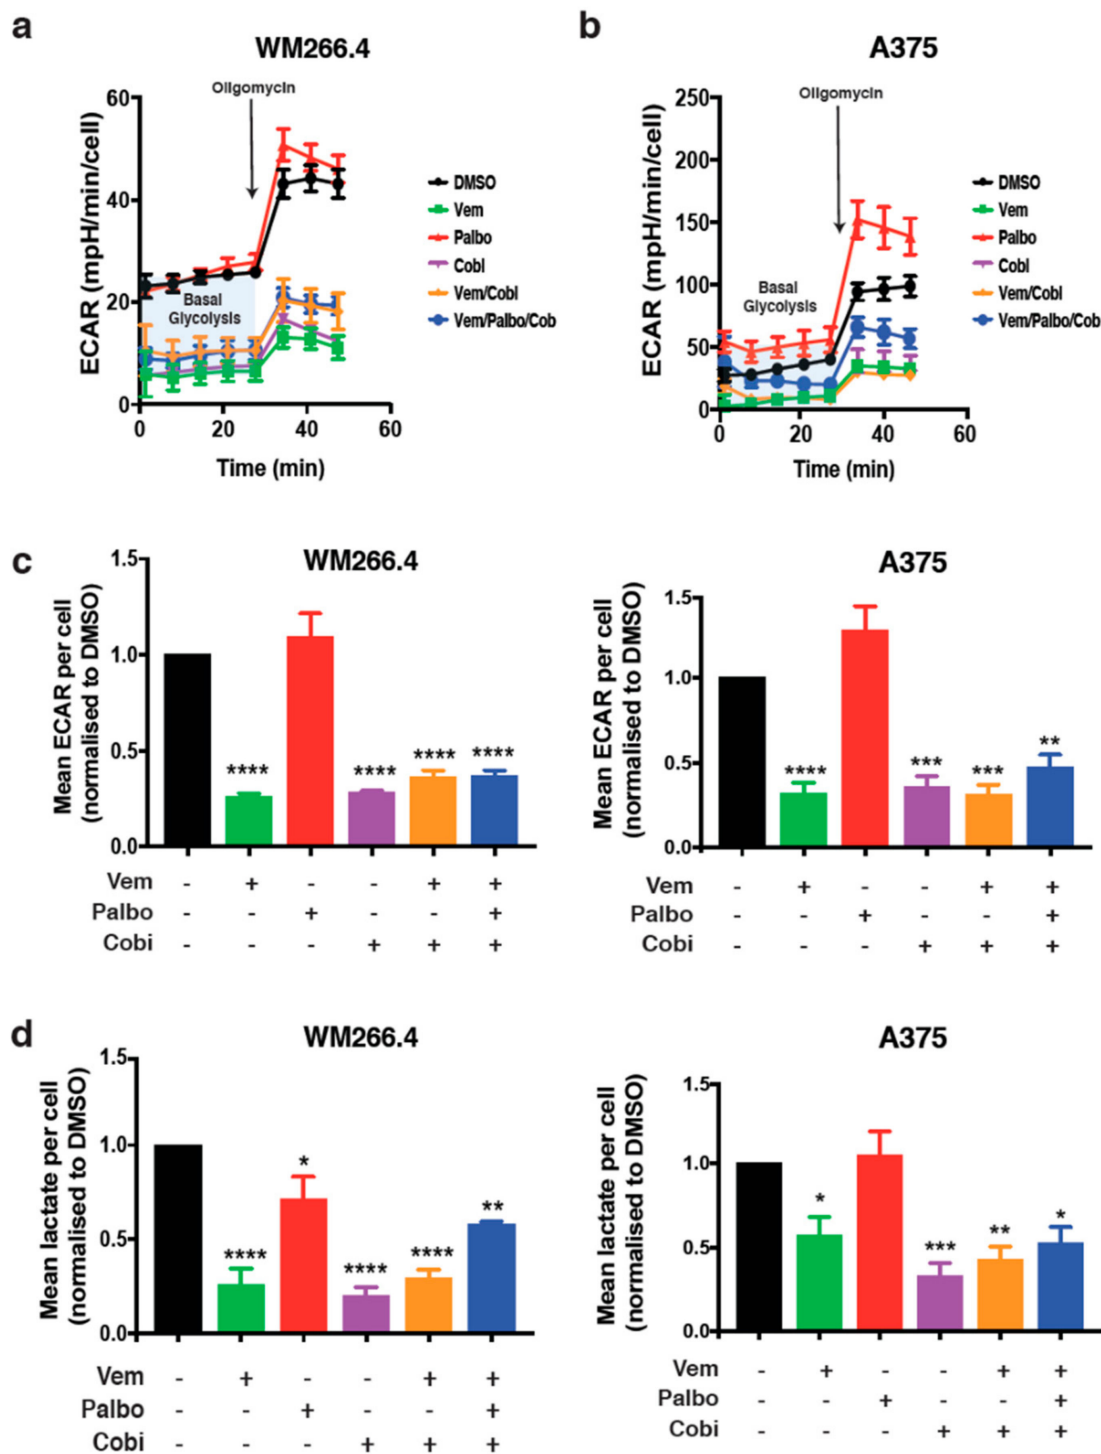 a
WM266.4
Oligomycin
60
40
20
0
0 20 40 60
ECAR (mpH/min/cell)
Basal
Glycolysis
Time (min)
DMSO
Vem
Palbo
Cobi
Vem/Cobi
Vem/Palbo/Cob
b
A375
Oligomycin
250
200
150
100
50
0
0 20 40 60
ECAR (mpH/min/cell)
Basal
Glycolysis
Time (min)
DMSO
Vem
Palbo
Cobi
Vem/Cobi
Vem/Palbo/Cob
c
WM266.4
Mean ECAR per cell
(normalised to DMSO)
1.5
1.0
0.5
0.0
**** **** **** ****
Vem - + - - + +
Palbo - - + - - +
Cobi - - - + + +
A375
Mean ECAR per cell
(normalised to DMSO)
1.5
1.0
0.5
0.0
**** *** *** **
Vem - + - - + +
Palbo - - + - - +
Cobi - - - + + +
d
WM266.4
Mean lactate per cell
(normalised to DMSO)
1.5
1.0
0.5
0.0
**** * **** **** **
Vem - + - - + +
Palbo - - + - - +
Cobi - - - + + +
A375
Mean lactate per cell
(normalised to DMSO)
1.5
1.0
0.5
0.0
* *** ** *
Vem - + - - + +
Palbo - - + - - +
Cobi - - - + + +